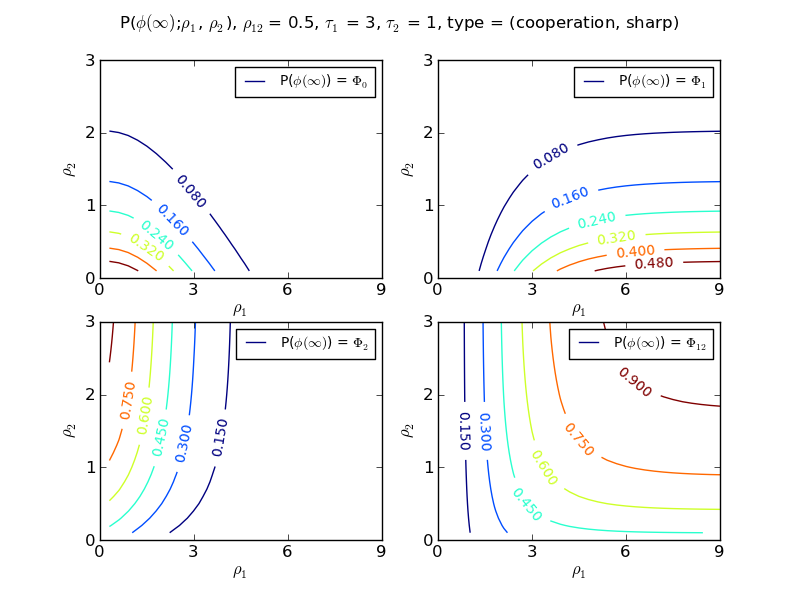 P(ϕ(∞);ρ₁, ρ₂), ρ₁₂ = 0.5, τ₁ = 3, τ₂ = 1, type = (cooperation, sharp)
3
2
1
0
0 3 6 9
ρ₂
ρ₁
P(ϕ(∞)) = Φ₀
0.080
0.160
0.240
0.320
3
2
1
0
0 3 6 9
ρ₂
ρ₁
P(ϕ(∞)) = Φ₁
0.080
0.160
0.240
0.320
0.400
0.480
3
2
1
0
0 3 6 9
ρ₂
ρ₁
P(ϕ(∞)) = Φ₂
0.750
0.600
0.450
0.300
0.150
3
2
1
0
0 3 6 9
ρ₂
ρ₁
P(ϕ(∞)) = Φ₁₂
0.900
0.150
0.300
0.750
0.600
0.450